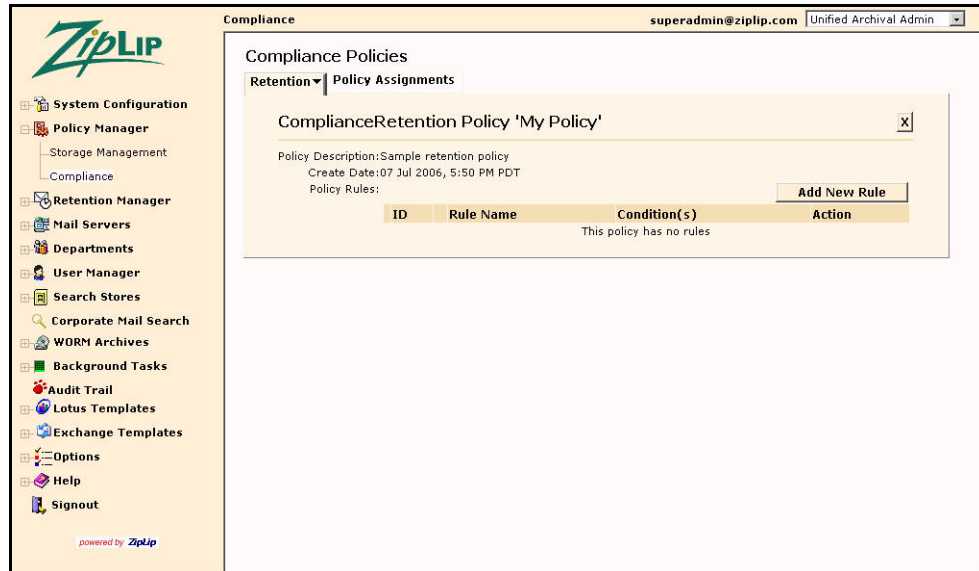 ZipLip
Compliance
superadmin@ziplip.com
Unified Archival Admin
System Configuration
Policy Manager
Storage Management
Compliance
Retention Manager
Mail Servers
Departments
User Manager
Search Stores
Corporate Mail Search
WORM Archives
Background Tasks
Audit Trail
Lotus Templates
Exchange Templates
Options
Help
Signout
powered by ZipLip
Compliance Policies
Retention Policy Assignments
ComplianceRetention Policy 'My Policy'
X
Policy Description:Sample retention policy
Create Date:07 Jul 2006, 5:50 PM PDT
Policy Rules:
Add New Rule
ID Rule Name Condition(s) Action
This policy has no rules